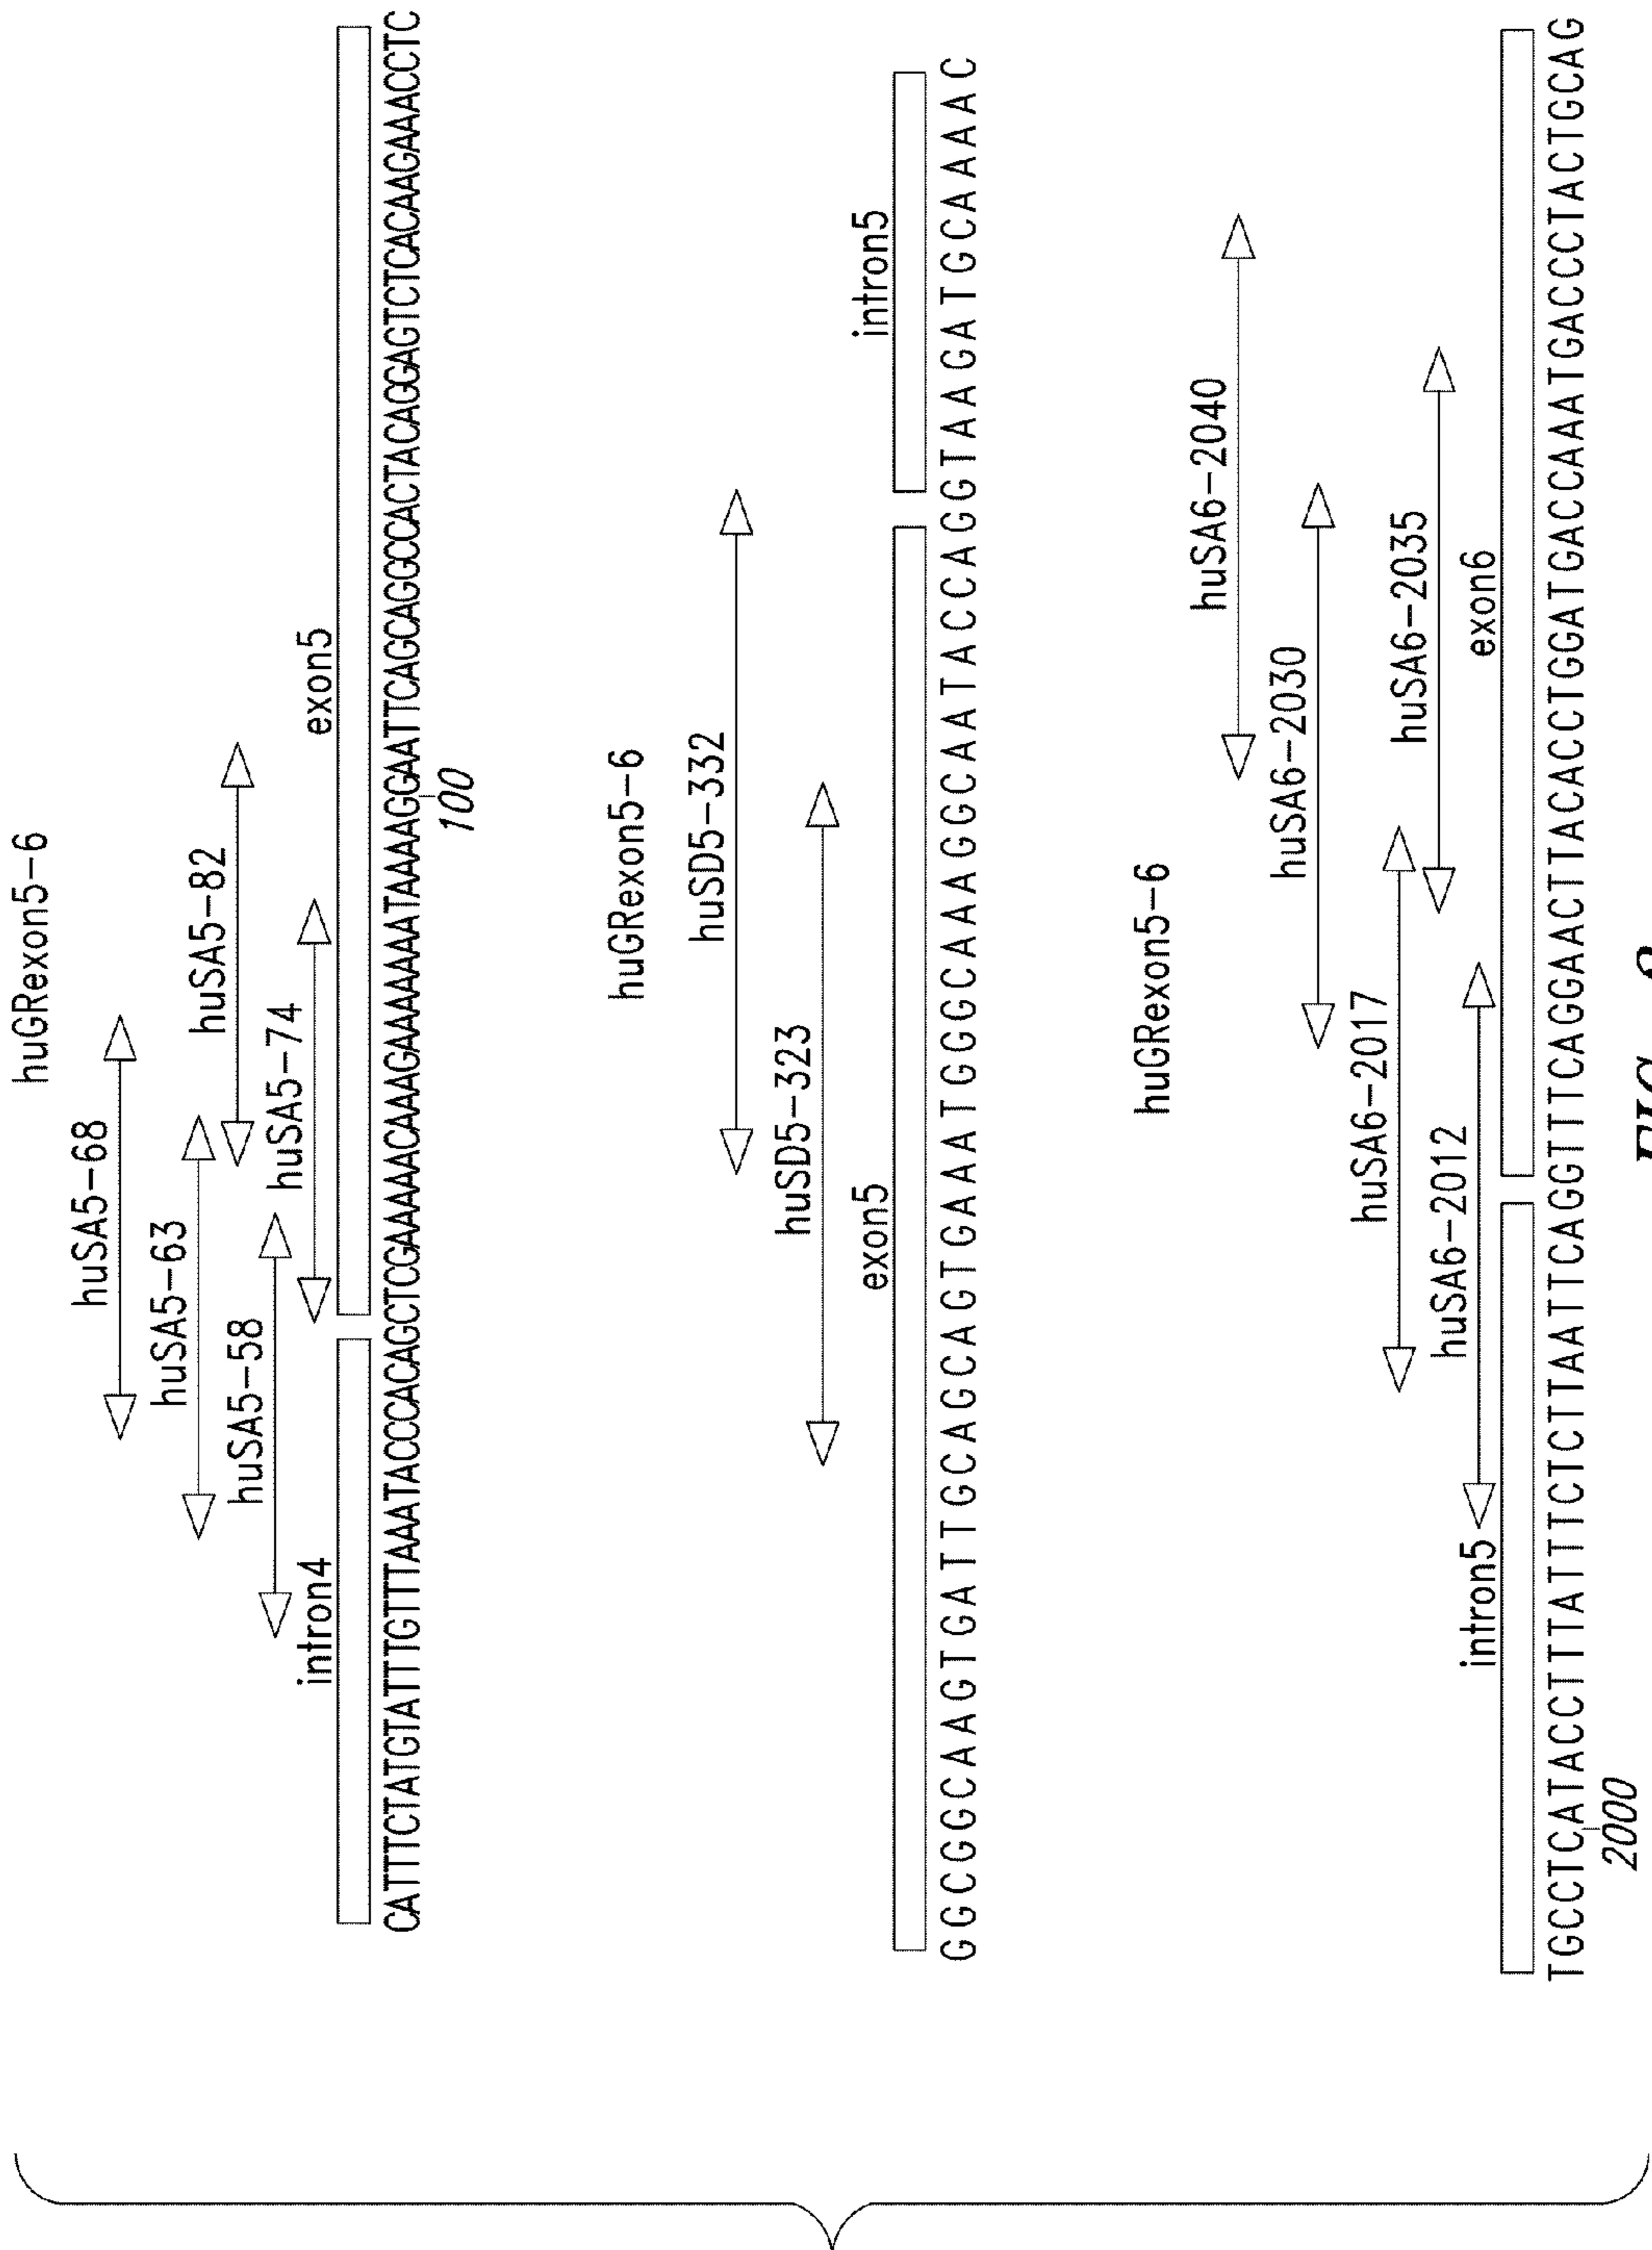 huGRexon5-6
huSA5-68
huSA5-63
huSA5-82
huSA5-58
huSA5-74
intron4
exon5
CATTTCTATGTATTTGTTTAAATACCCACAGCTCGAAAAACAAAGAAAAAAATAAAAGGAATTCAGCAGGCCACTACAGGAGTCTCACAAGAAACCTC
100
huGRexon5-6
huSD5-332
huSD5-323
exon5
intron5
GGCGGCAAGTGATTGCAGCAGTGAAATGGGCAAAGGCAATACCAGGTAAGATGCAAAAC
huGRexon5-6
huSA6-2040
huSA6-2030
huSA6-2017
huSA6-2035
huSA6-2012
intron5
exon6
TGCCTCATACCTTTATTTCTCTTAATTCAGGTTTCAGGAACTTACACCTGGATGACCAAATGACCCTACTGCAG
2000